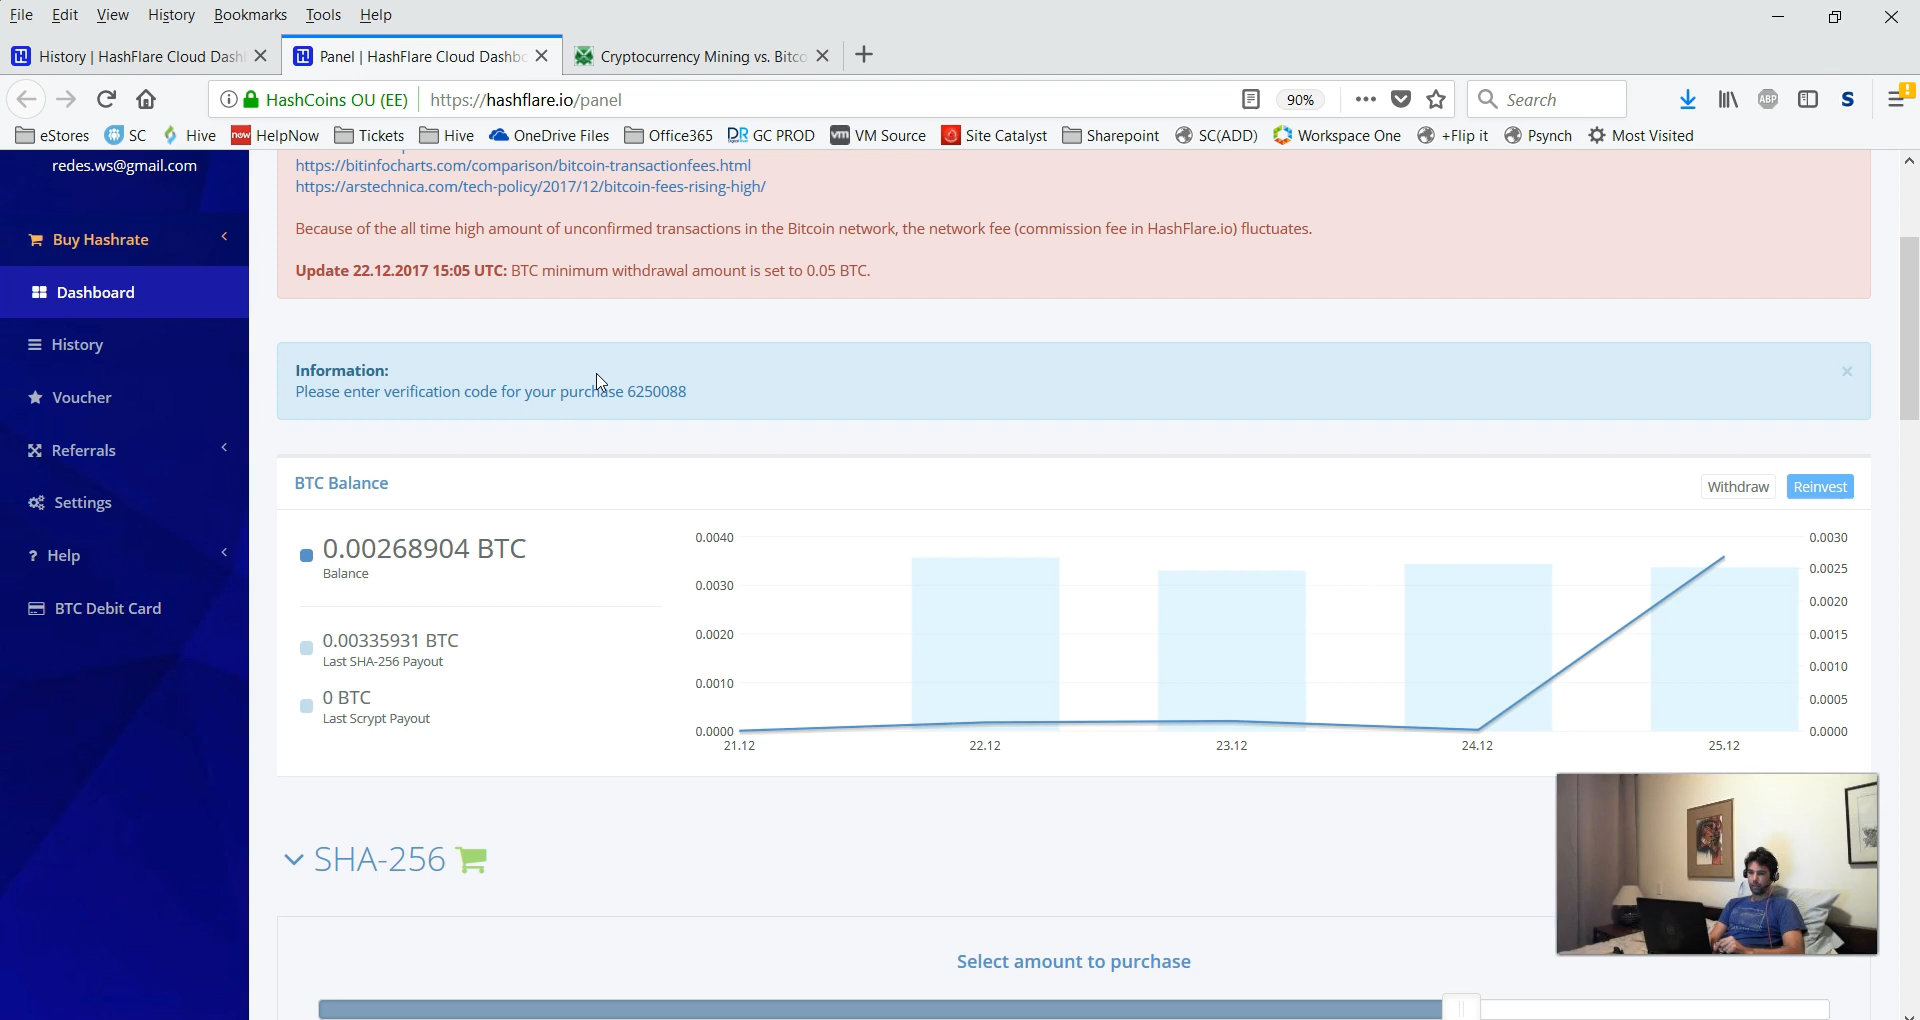 File Edit View History Bookmarks Tools Help
History | HashFlare Cloud Dash
Panel | HashFlare Cloud Dashbo
Cryptocurrency Mining vs. Bitco
HashCoins OU (EE)
https://hashflare.io/panel
90%
Search
ABP
S
eStores
SC
Hive
new HelpNow
Tickets
Hive
OneDrive Files
Office365
DR GC PROD
vm VM Source
Site Catalyst
Sharepoint
SC(ADD)
Workspace One
+Flip it
Psynch
Most Visited
redes.ws@gmail.com
Buy Hashrate
Dashboard
History
Voucher
Referrals
Settings
? Help
BTC Debit Card
https://bitinfocharts.com/comparison/bitcoin-transactionfees.html
https://arstechnica.com/tech-policy/2017/12/bitcoin-fees-rising-high/
Because of the all time high amount of unconfirmed transactions in the Bitcoin network, the network fee (commission fee in HashFlare.io) fluctuates.
Update 22.12.2017 15:05 UTC: BTC minimum withdrawal amount is set to 0.05 BTC.
Information:
Please enter verification code for your purchase 6250088
BTC Balance
Withdraw
Reinvest
0.00268904 BTC
Balance
0.00335931 BTC
Last SHA-256 Payout
0 BTC
Last Scrypt Payout
0.0040
0.0030
0.0020
0.0010
0.0000
0.0030
0.0025
0.0020
0.0015
0.0010
0.0005
0.0000
21.12 22.12 23.12 24.12 25.12
SHA-256
Select amount to purchase